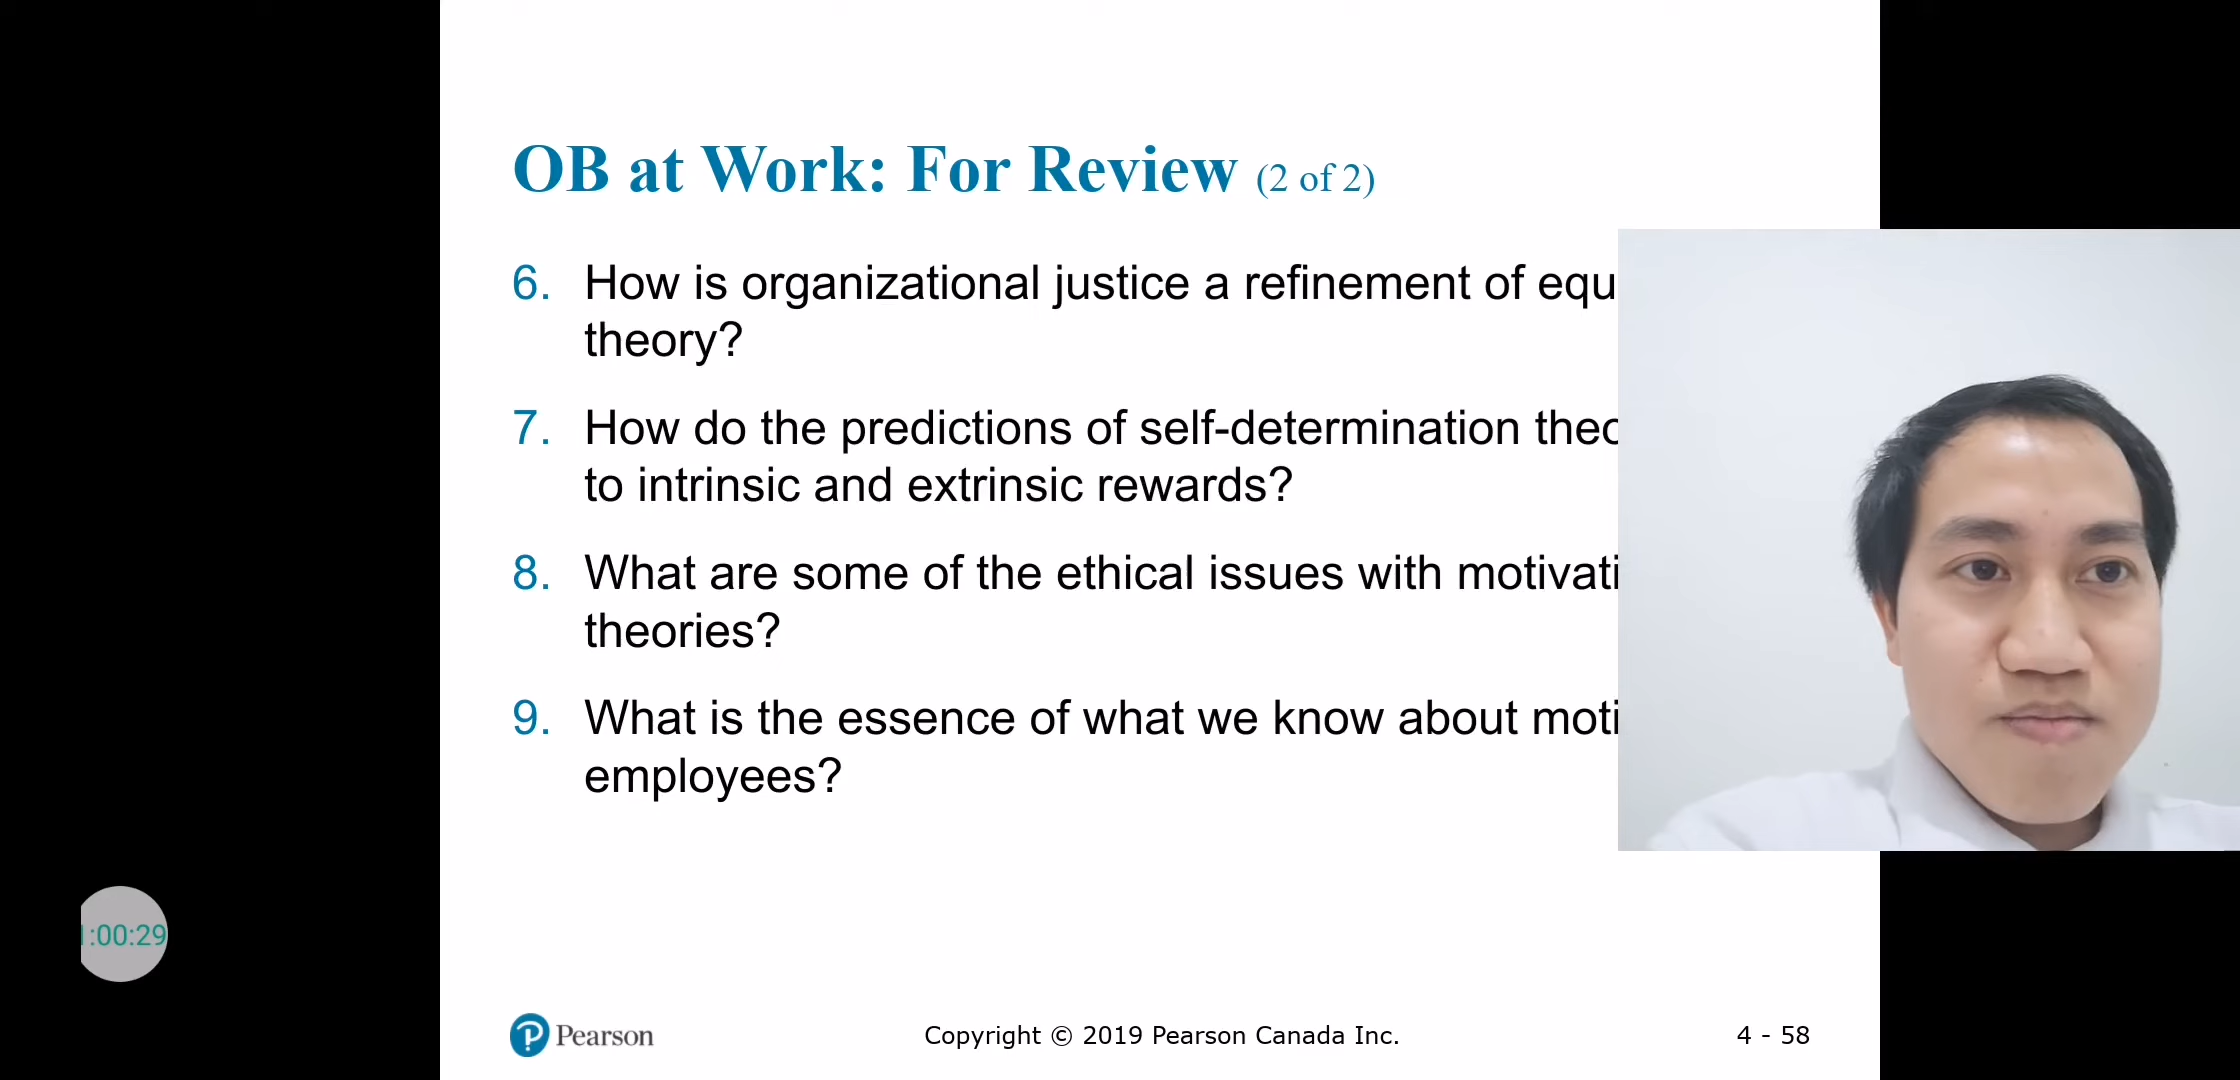 OB at Work: For Review (2 of 2)
6. How is organizational justice a refinement of equ
theory?
7. How do the predictions of self-determination theo
to intrinsic and extrinsic rewards?
8. What are some of the ethical issues with motivati
theories?
9. What is the essence of what we know about moti
employees?
:00:29
Pearson
Copyright © 2019 Pearson Canada Inc.
4 - 58